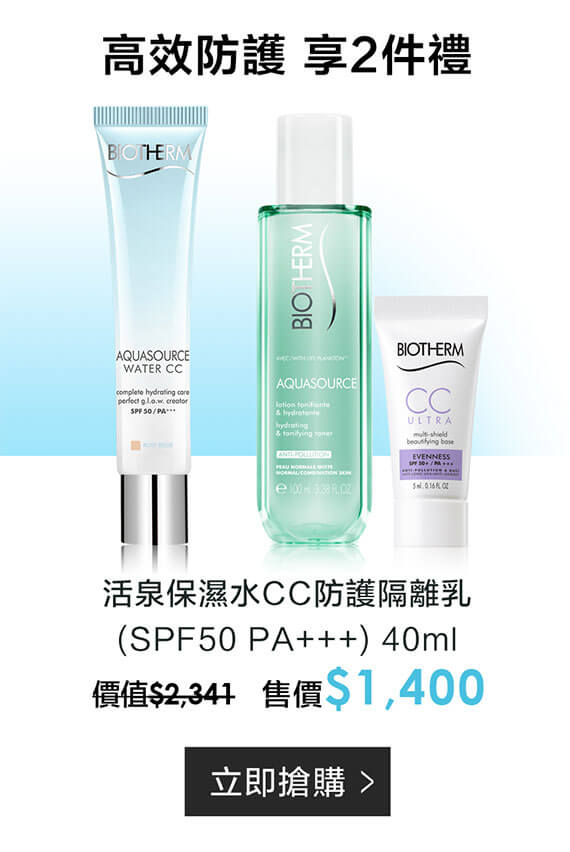 高效防護 享2件禮
BIOTHERM
AQUASOURCE
WATER CC
complete hydrating care
perfect g.l.o.w. creator
SPF 50 / PA+++
BIOTHERM
AVEC / WITH LIFE PLANKTON™
AQUASOURCE
lotion tonifiante
& hydratante
hydrating
& tonifying toner
ANTI-POLLUTION
PEAU NORMALE/MIXTE
NORMAL/COMBINATION SKIN
e 100 ml 3.38 FL.OZ
BIOTHERM
CC
ULTRA
multi-shield
beautifying base
EVENNESS
SPF 50+ / PA +++
5 ml . 0.16 FL.OZ
活泉保濕水CC防護隔離乳
(SPF50 PA+++) 40ml
價值$2,341 售價$1,400
立即搶購 >